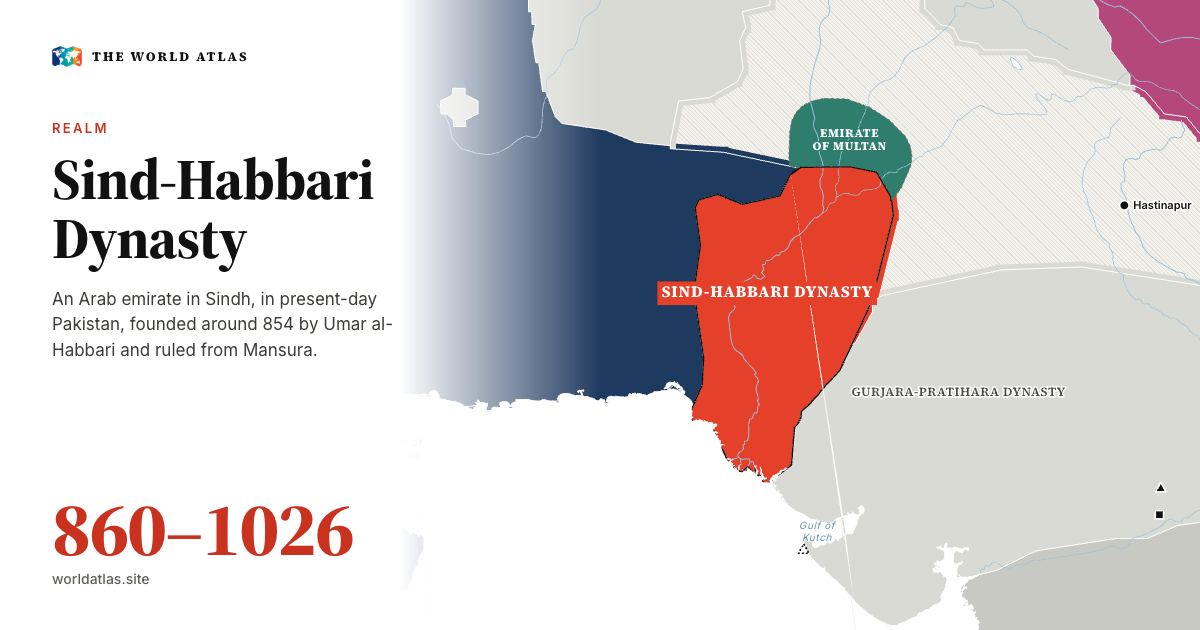 THE WORLD ATLAS
REALM
Sind-Habbari
Dynasty
An Arab emirate in Sindh, in present-day
Pakistan, founded around 854 by Umar al-
Habbari and ruled from Mansura.
860–1026
worldatlas.site
EMIRATE
OF MULTAN
Hastinapur
SIND-HABBARI DYNASTY
GURJARA-PRATIHARA DYNASTY
Gulf of
Kutch